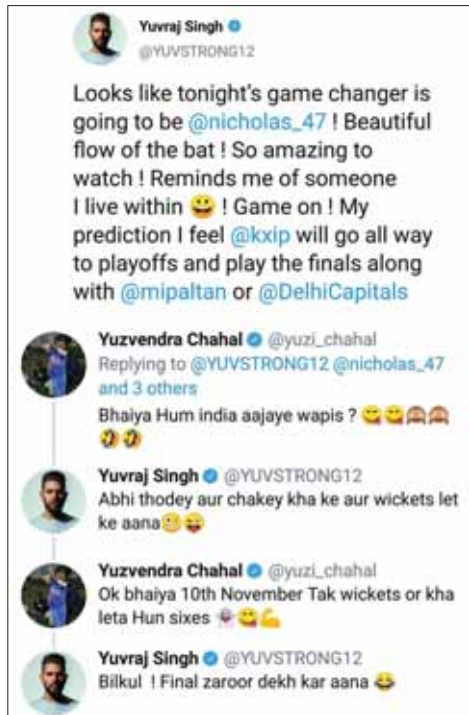 Yuvraj Singh
@YUVSTRONG12
Looks like tonight's game changer is
going to be @nicholas_47 ! Beautiful
flow of the bat ! So amazing to
watch ! Reminds me of someone
I live within 😀 ! Game on ! My
prediction I feel @kxip will go all way
to playoffs and play the finals along
with @mipaltan or @DelhiCapitals
Yuzvendra Chahal @yuzi_chahal
Replying to @YUVSTRONG12 @nicholas_47
and 3 others
Bhaiya Hum india aajaye wapis ? 😋😋🙈🙈
🤣🤣
Yuvraj Singh @YUVSTRONG12
Abhi thodey aur chakey kha ke aur wickets let
ke aana😬😜
Yuzvendra Chahal @yuzi_chahal
Ok bhaiya 10th November Tak wickets or kha
leta Hun sixes 👻😋💪
Yuvraj Singh @YUVSTRONG12
Bilkul ! Final zaroor dekh kar aana 😂